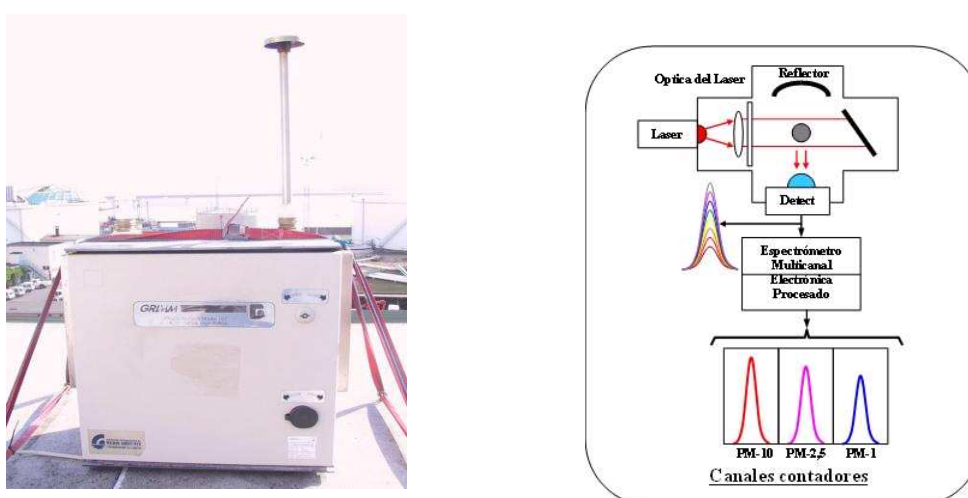 GRIMM
Optica del Laser
Reflector
Laser
Detect
Espectrómetro
Multicanal
Electrónica
Procesado
PM-10 PM-2,5 PM-1
Canales contadores